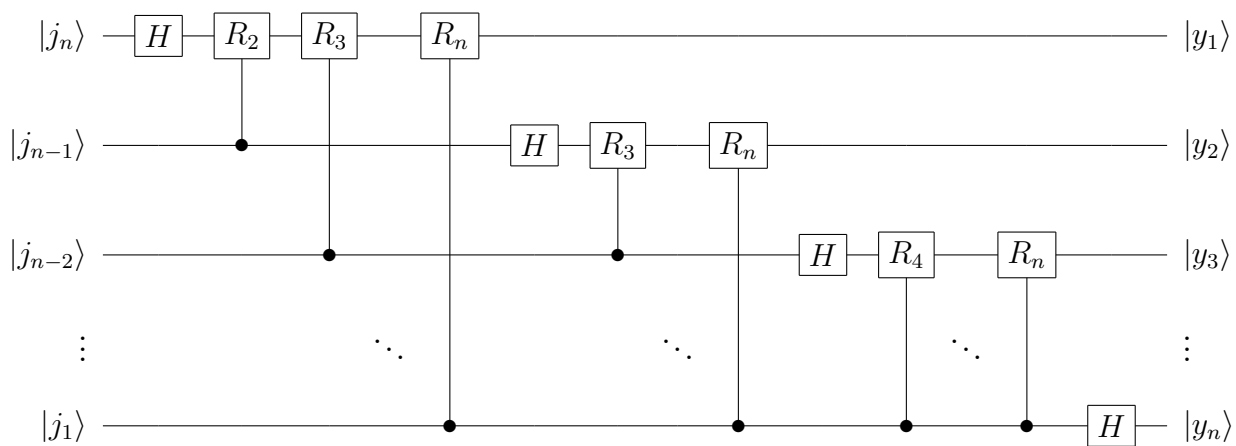 |j_n⟩ H R_2 R_3 R_n |y_1⟩
|j_{n-1}⟩ H R_3 R_n |y_2⟩
|j_{n-2}⟩ H R_4 R_n |y_3⟩
⋮ ⋱ ⋱ ⋱ ⋮
|j_1⟩ H |y_n⟩